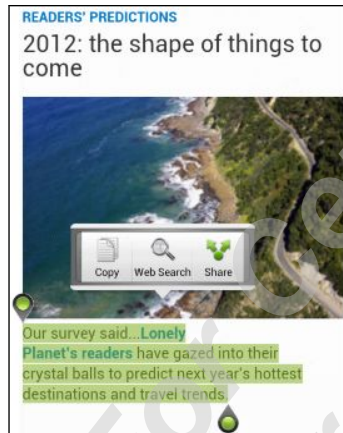 READERS' PREDICTIONS
2012: the shape of things to
come
Copy Web Search Share
Our survey said...Lonely
Planet's readers have gazed into their
crystal balls to predict next year's hottest
destinations and travel trends.